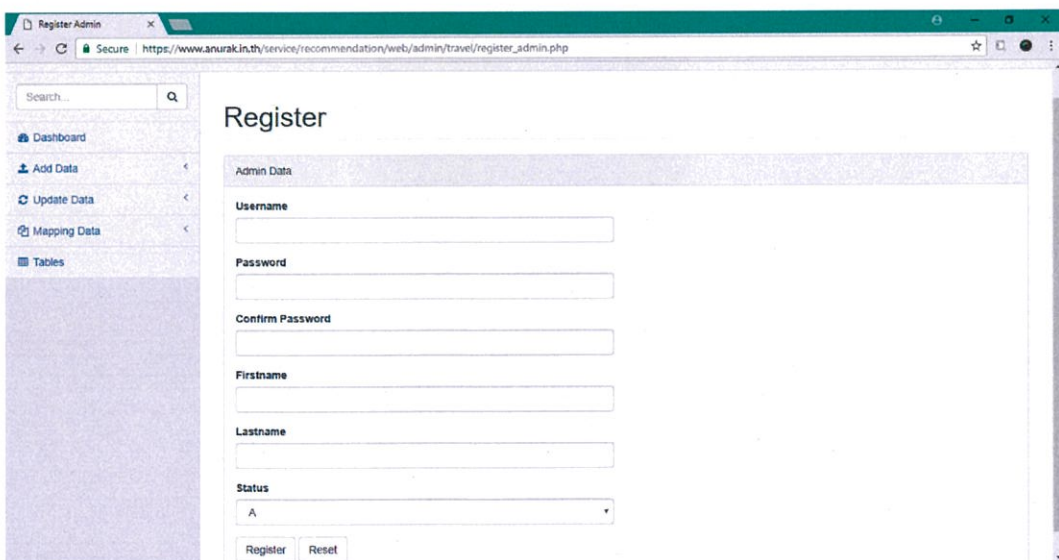 Register Admin
Secure | https://www.anurak.in.th/service/recommendation/web/admin/travel/register_admin.php
Search...
Dashboard
Add Data
Update Data
Mapping Data
Tables
Register
Admin Data
Username
Password
Confirm Password
Firstname
Lastname
Status
A
Register Reset